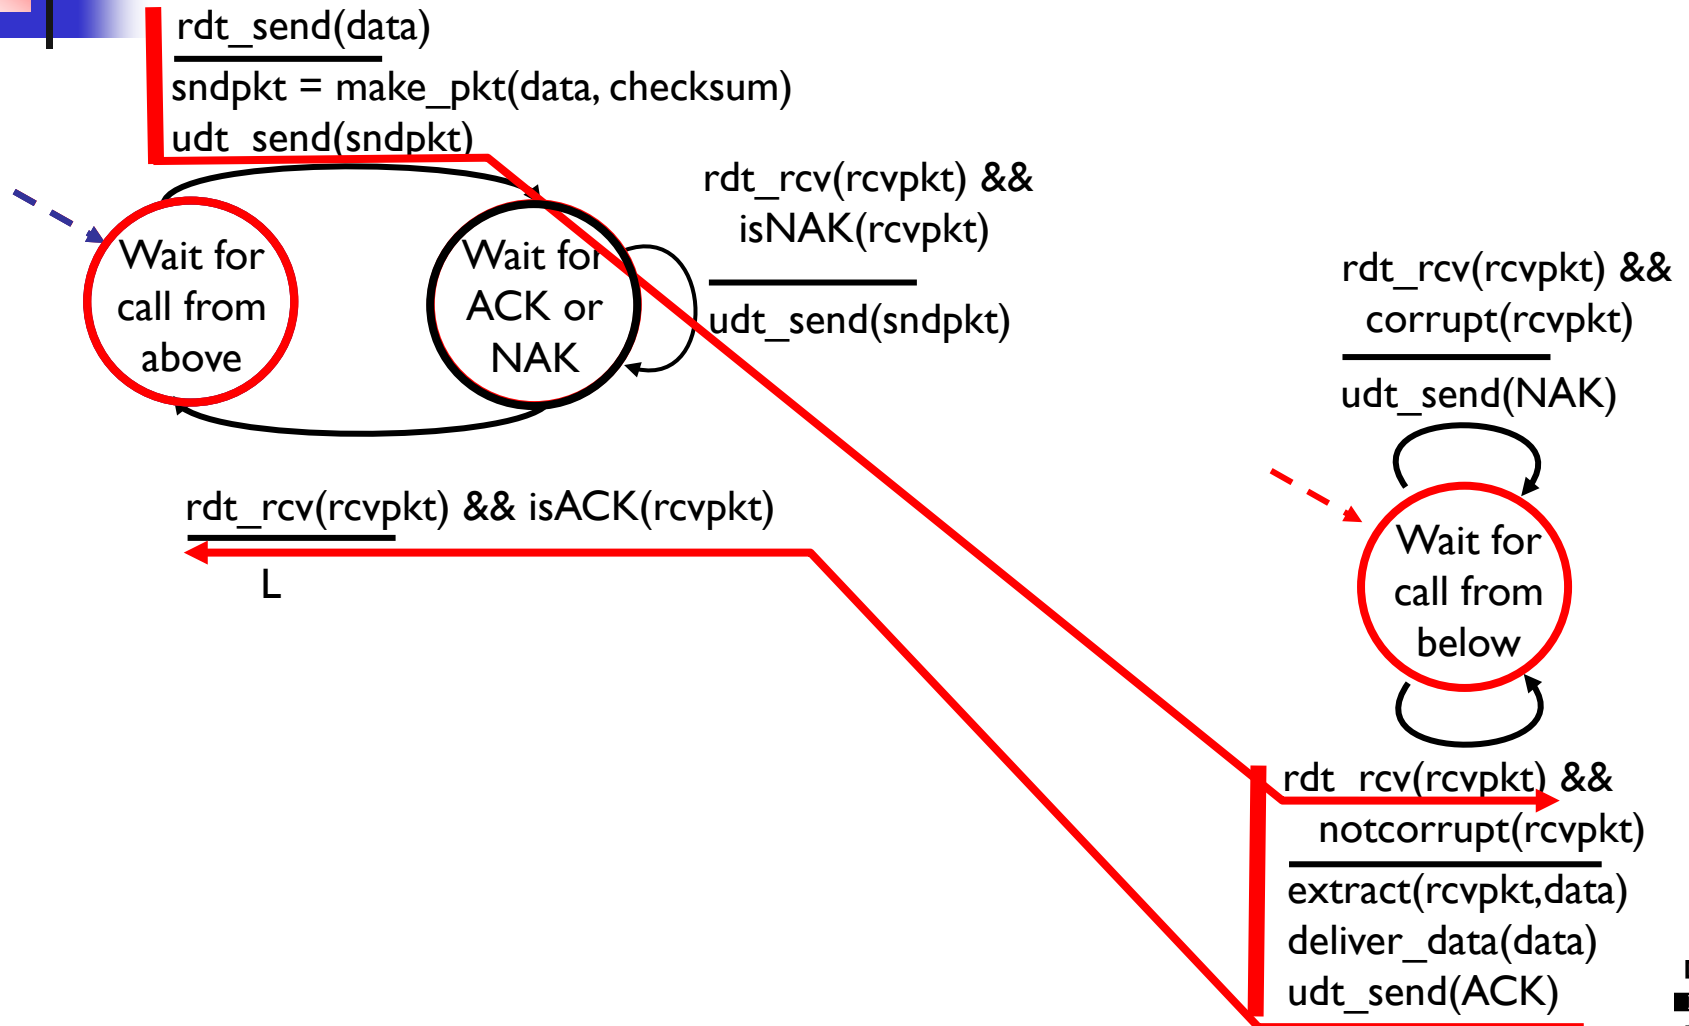 rdt_send(data)
sndpkt = make_pkt(data, checksum)
udt_send(sndpkt)
Wait for
call from
above
Wait for
ACK or
NAK
rdt_rcv(rcvpkt) &&
isNAK(rcvpkt)
udt_send(sndpkt)
rdt_rcv(rcvpkt) && isACK(rcvpkt)
L
rdt_rcv(rcvpkt) &&
corrupt(rcvpkt)
udt_send(NAK)
Wait for
call from
below
rdt_rcv(rcvpkt) &&
notcorrupt(rcvpkt)
extract(rcvpkt,data)
deliver_data(data)
udt_send(ACK)